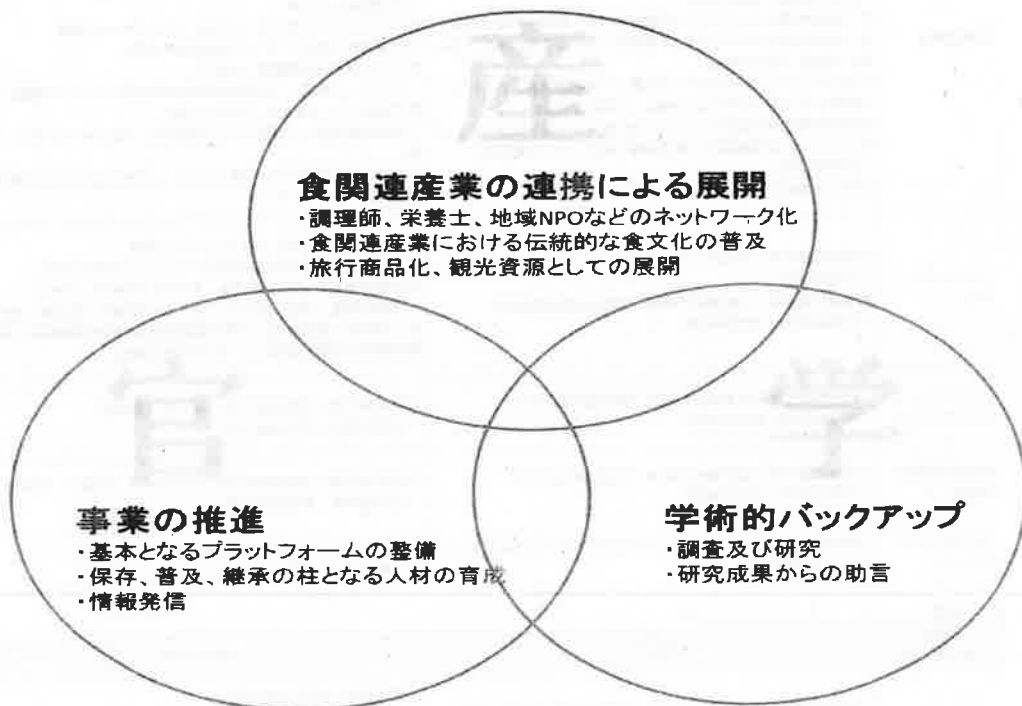 産
食関連産業の連携による展開
・調理師、栄養士、地域NPOなどのネットワーク化
・食関連産業における伝統的な食文化の普及
・旅行商品化、観光資源としての展開
官
事業の推進
・基本となるプラットフォームの整備
・保存、普及、継承の柱となる人材の育成
・情報発信
学
学術的バックアップ
・調査及び研究
・研究成果からの助言